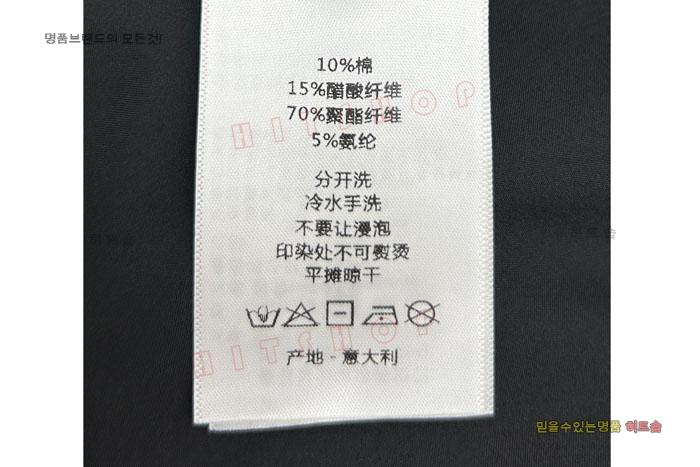 명품브랜드의 모든것!
10%棉
15%醋酸纤维
70%聚酯纤维
5%氨纶
HITSHOP
分开洗
冷水手洗
不要让浸泡
印染处不可熨烫
平摊晾干
HITSHOP
产地 - 意大利
믿을수있는명품 히트숍